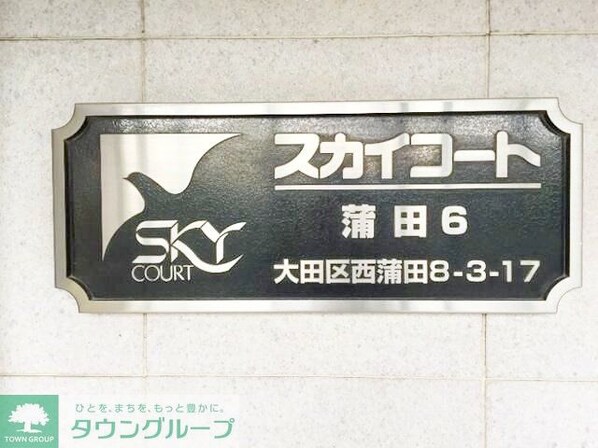 スカイコート
蒲田6
SKY
COURT
大田区西蒲田8-3-17
ひとを、まちを、もっと豊かに。
タウングループ
TOWN GROUP